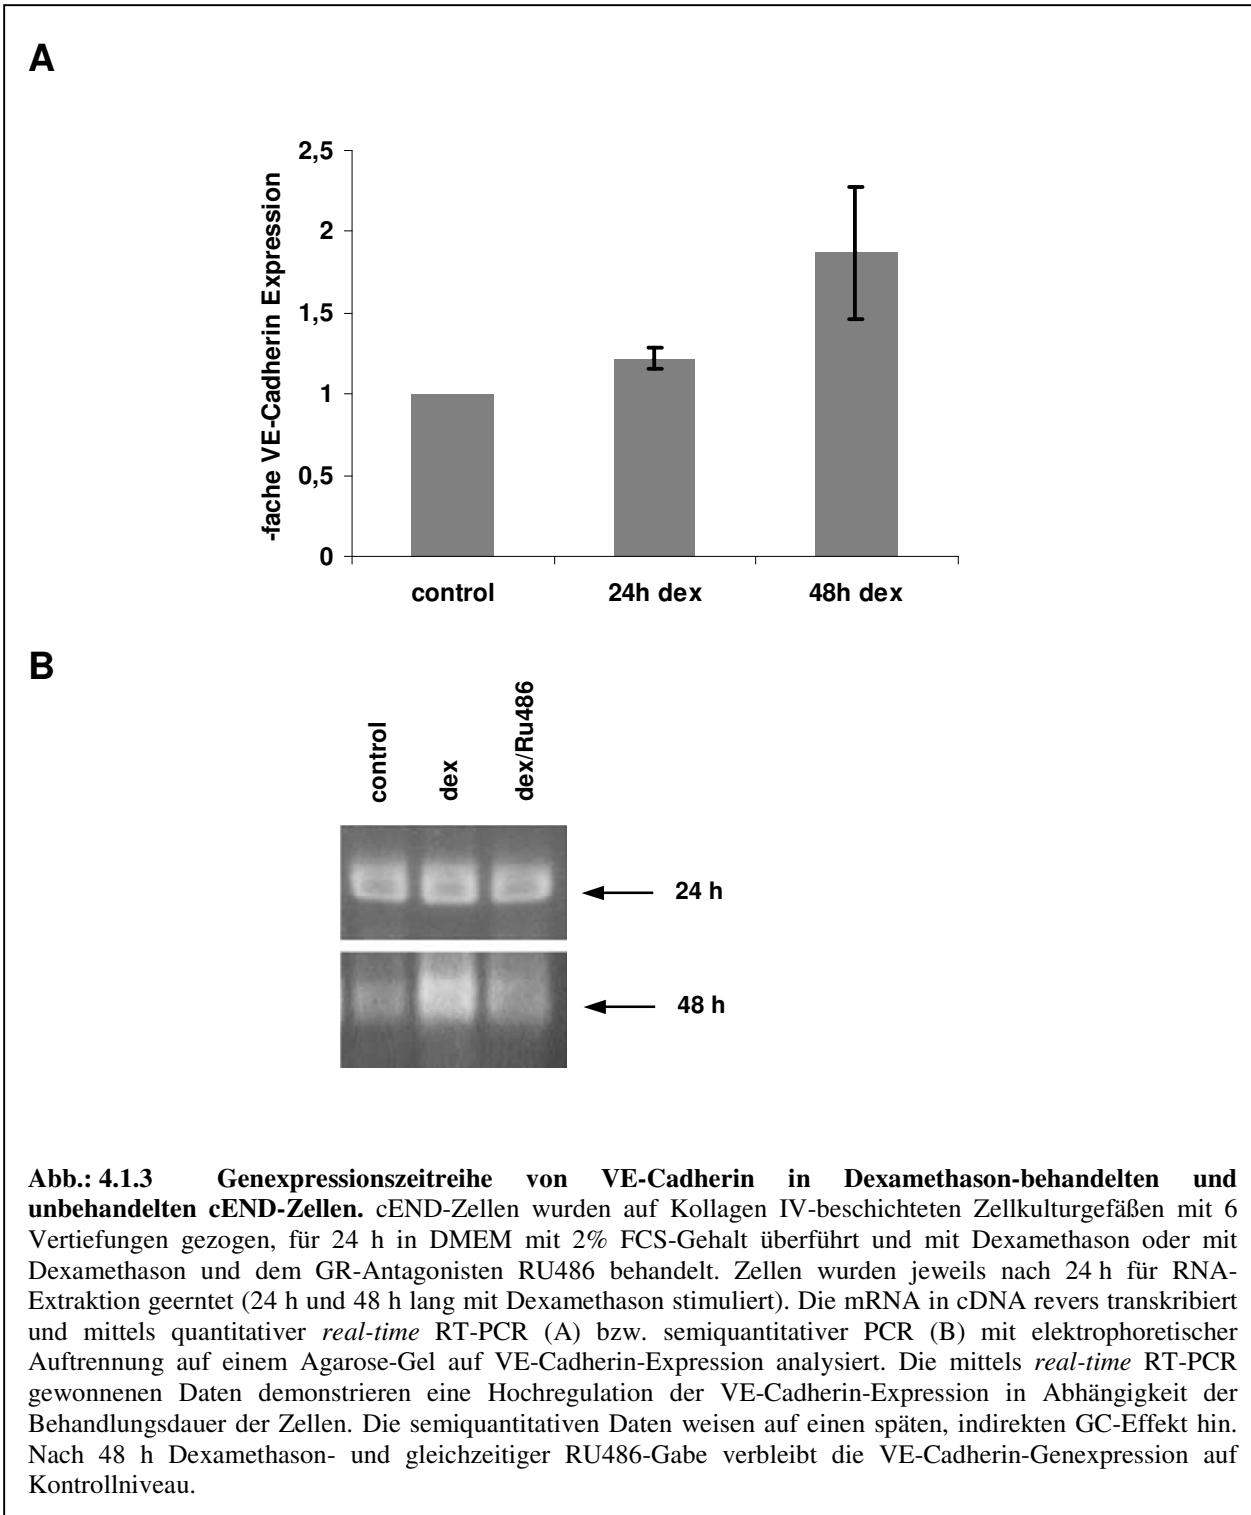 A
2,5
2
1,5
1
0,5
0
-fache VE-Cadherin Expression
control 24h dex 48h dex
B
control dex dex/Ru486
24 h
48 h
Abb.: 4.1.3 Genexpressionszeitreihe von VE-Cadherin in Dexamethason-behandelten und
unbehandelten cEND-Zellen. cEND-Zellen wurden auf Kollagen IV-beschichteten Zellkulturgefäßen mit 6
Vertiefungen gezogen, für 24 h in DMEM mit 2% FCS-Gehalt überführt und mit Dexamethason oder mit
Dexamethason und dem GR-Antagonisten RU486 behandelt. Zellen wurden jeweils nach 24 h für RNA-
Extraktion geerntet (24 h und 48 h lang mit Dexamethason stimuliert). Die mRNA in cDNA revers transkribiert
und mittels quantitativer real-time RT-PCR (A) bzw. semiquantitativer PCR (B) mit elektrophoretischer
Auftrennung auf einem Agarose-Gel auf VE-Cadherin-Expression analysiert. Die mittels real-time RT-PCR
gewonnenen Daten demonstrieren eine Hochregulation der VE-Cadherin-Expression in Abhängigkeit der
Behandlungsdauer der Zellen. Die semiquantitativen Daten weisen auf einen späten, indirekten GC-Effekt hin.
Nach 48 h Dexamethason- und gleichzeitiger RU486-Gabe verbleibt die VE-Cadherin-Genexpression auf
Kontrollniveau.